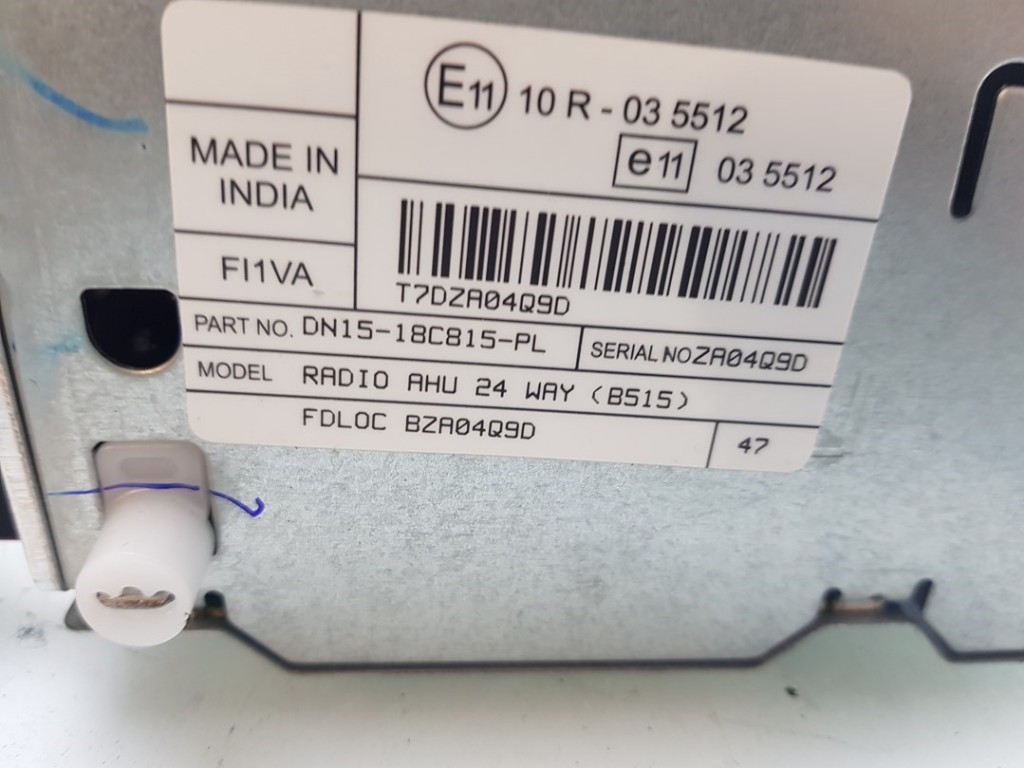 E11 10 R - 03 5512
e11 03 5512
MADE IN
INDIA
FI1VA
T7DZA04Q9D
PART NO. DN15-18C815-PL
SERIAL NO ZA04Q9D
MODEL RADIO AHU 24 WAY (B515)
FDLOC BZA04Q9D
47